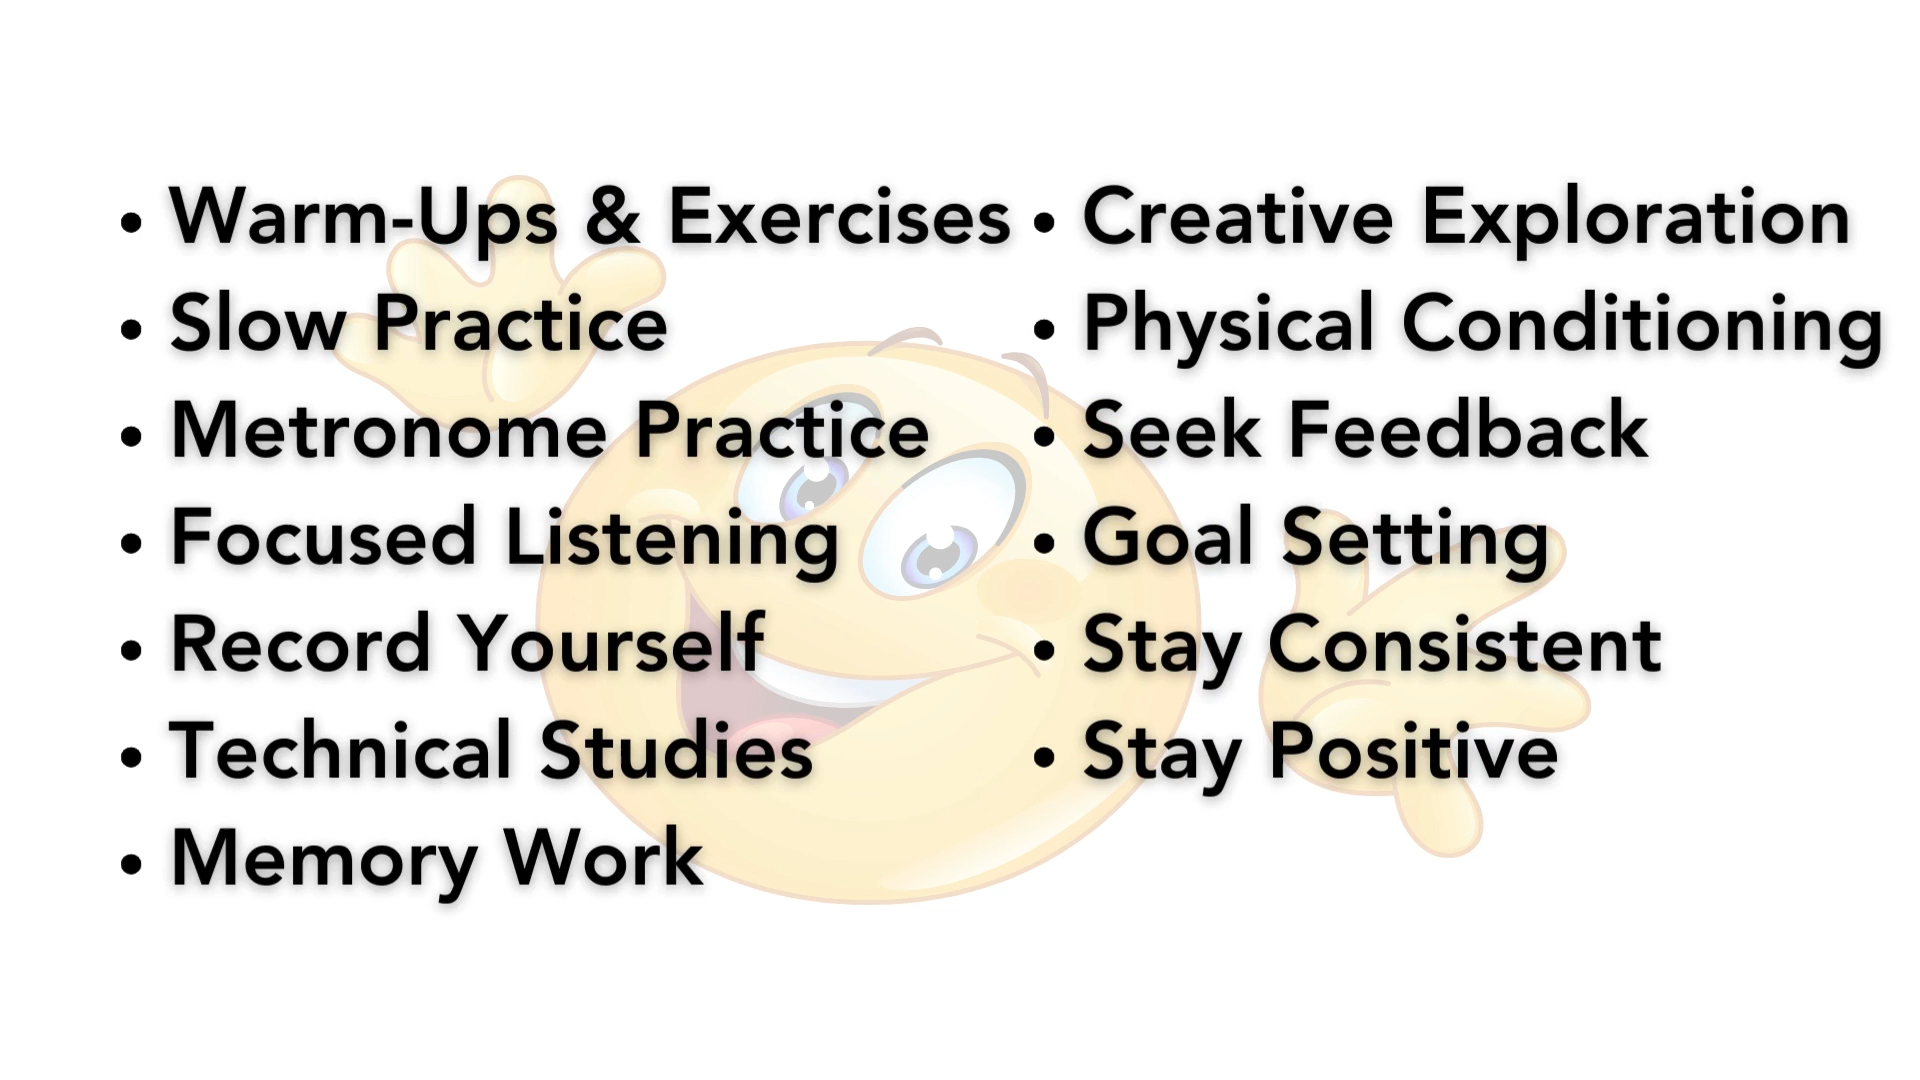 • Warm-Ups & Exercises
• Slow Practice
• Metronome Practice
• Focused Listening
• Record Yourself
• Technical Studies
• Memory Work
• Creative Exploration
• Physical Conditioning
• Seek Feedback
• Goal Setting
• Stay Consistent
• Stay Positive